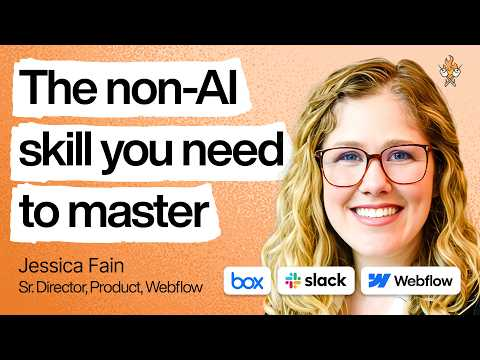 The non-AI
skill you need
to master
Jessica Fain
Sr. Director, Product, Webflow
box
slack
Webflow